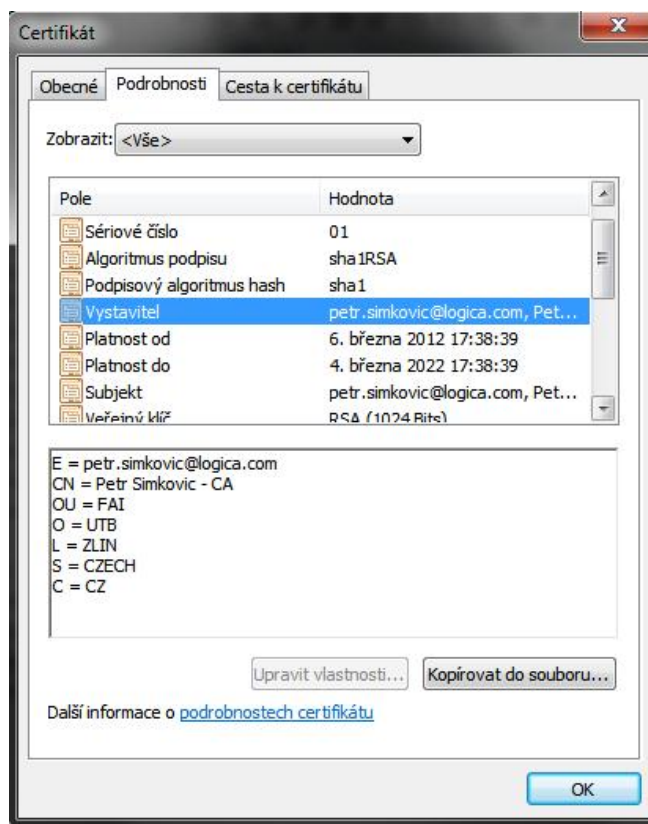 Certifikát
Obecné Podrobnosti Cesta k certifikátu
Zobrazit: <Vše>
Pole Hodnota
Sériové číslo 01
Algoritmus podpisu sha1RSA
Podpisový algoritmus hash sha1
Vystavitel petr.simkovic@logica.com, Pet...
Platnost od 6. března 2012 17:38:39
Platnost do 4. března 2022 17:38:39
Subjekt petr.simkovic@logica.com, Pet...
Veřejný klíč RSA (1024 Bits)
E = petr.simkovic@logica.com
CN = Petr Simkovic - CA
OU = FAI
O = UTB
L = ZLIN
S = CZECH
C = CZ
Upravit vlastnosti... Kopírovat do souboru...
Další informace o podrobnostech certifikátu
OK